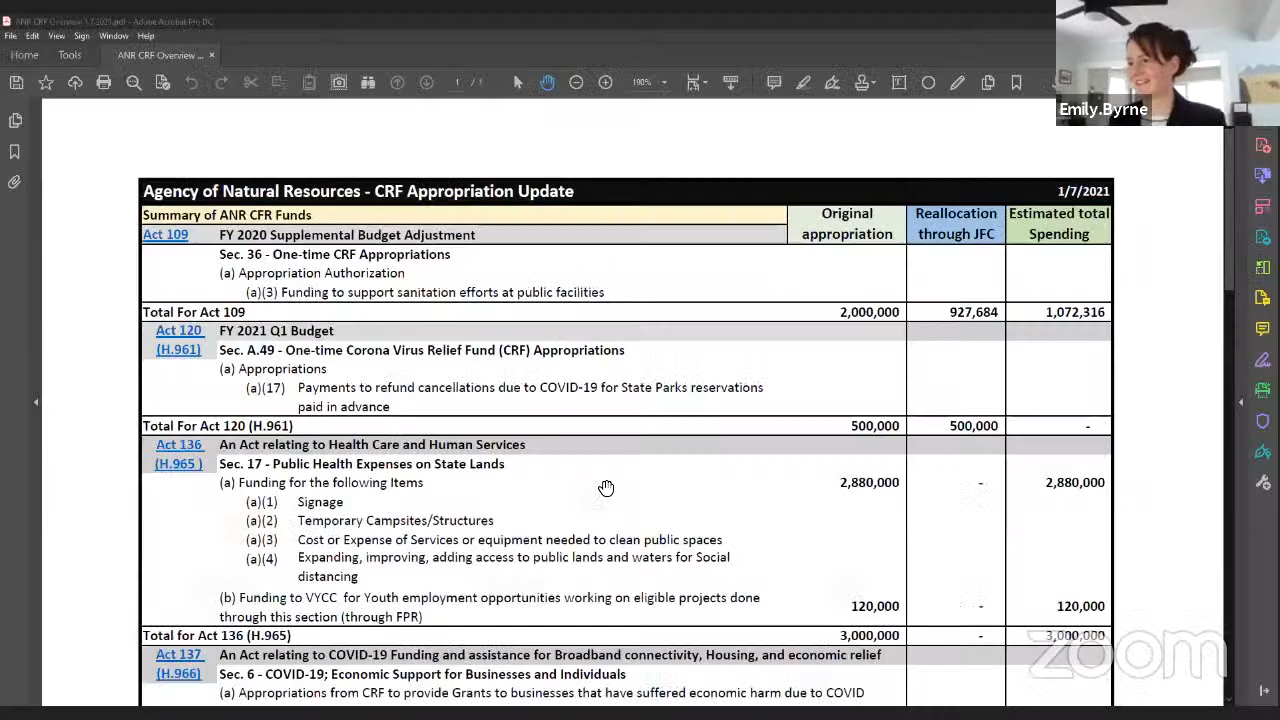 ANR CRF Overview 1.7.2021.pdf - Adobe Acrobat Pro DC
File Edit View Sign Window Help
Home Tools ANR CRF Overview ... ×
1 / 1 190%
Emily.Byrne
Agency of Natural Resources - CRF Appropriation Update 1/7/2021
Summary of ANR CFR Funds Original appropriation Reallocation through JFC Estimated total Spending
Act 109 FY 2020 Supplemental Budget Adjustment
Sec. 36 - One-time CRF Appropriations
(a) Appropriation Authorization
(a)(3) Funding to support sanitation efforts at public facilities
Total For Act 109 2,000,000 927,684 1,072,316
Act 120 FY 2021 Q1 Budget
(H.961) Sec. A.49 - One-time Corona Virus Relief Fund (CRF) Appropriations
(a) Appropriations
(a)(17) Payments to refund cancellations due to COVID-19 for State Parks reservations
paid in advance
Total For Act 120 (H.961) 500,000 500,000 -
Act 136 An Act relating to Health Care and Human Services
(H.965 ) Sec. 17 - Public Health Expenses on State Lands
(a) Funding for the following Items 2,880,000 - 2,880,000
(a)(1) Signage
(a)(2) Temporary Campsites/Structures
(a)(3) Cost or Expense of Services or equipment needed to clean public spaces
(a)(4) Expanding, improving, adding access to public lands and waters for Social
distancing
(b) Funding to VYCC for Youth employment opportunities working on eligible projects done
through this section (through FPR) 120,000 - 120,000
Total for Act 136 (H.965) 3,000,000 - 3,000,000
Act 137 An Act relating to COVID-19 Funding and assistance for Broadband connectivity, Housing, and economic relief
(H.966) Sec. 6 - COVID-19; Economic Support for Businesses and Individuals
(a) Appropriations from CRF to provide Grants to businesses that have suffered economic harm due to COVID
zoom